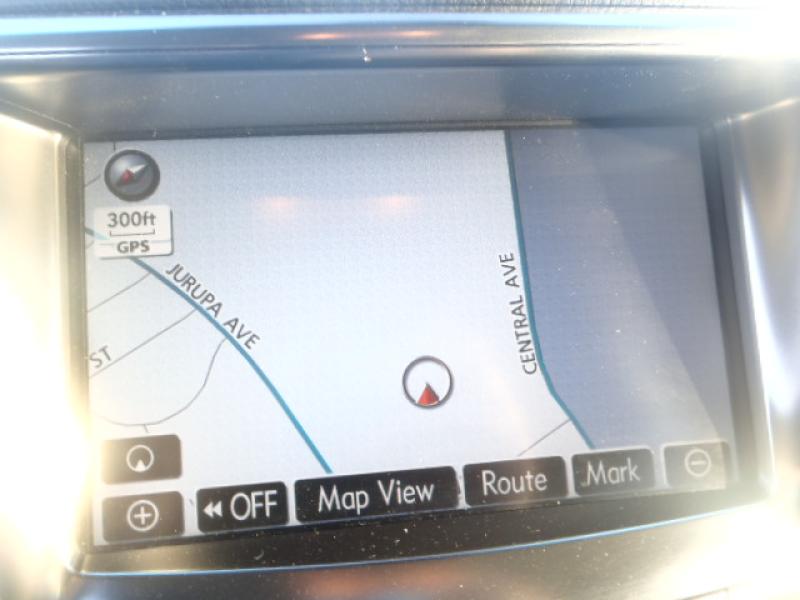 300ft
GPS
JURUPA AVE
CENTRAL AVE
ST
OFF
Map View
Route
Mark